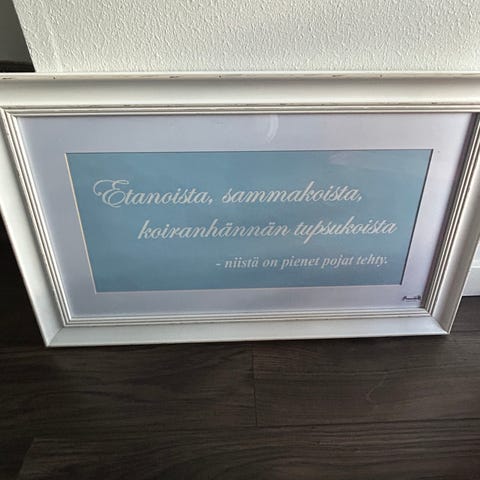 Etanoista, sammakoista,
koiranhännän tupsukoista
- niistä on pienet pojat tehty.